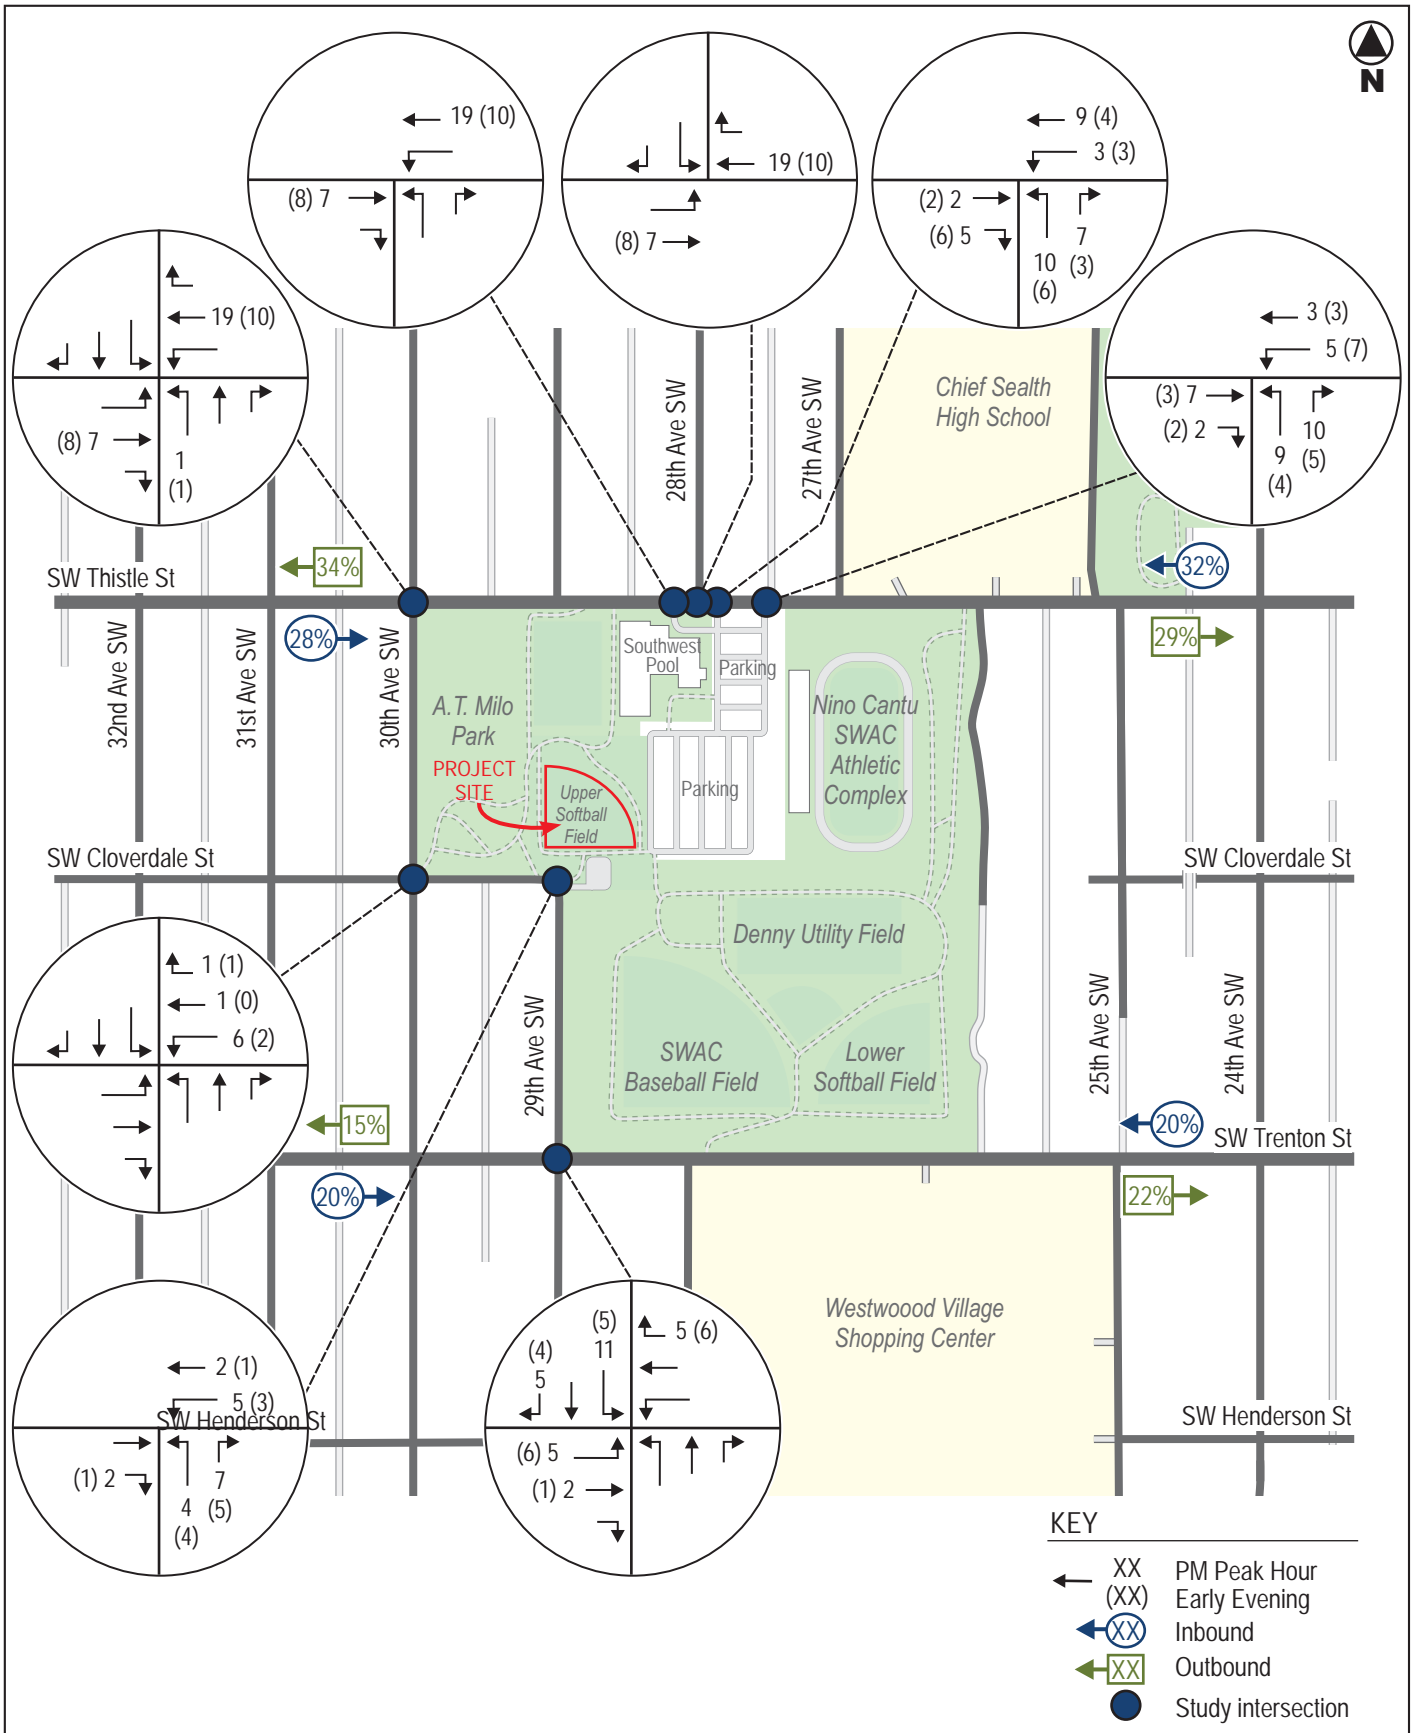 N
19 (10)
(8) 7
19 (10)
(8) 7
9 (4)
3 (3)
(2) 2
(6) 5
10
(6)
7
(3)
19 (10)
(8) 7
1
(1)
3 (3)
5 (7)
(3) 7
(2) 2
9
(4)
10
(5)
Chief Sealth
High School
28th Ave SW
27th Ave SW
34%
32%
SW Thistle St
28%
29%
32nd Ave SW
31st Ave SW
30th Ave SW
Southwest
Pool
Parking
A.T. Milo
Park
Nino Cantu
SWAC
Athletic
Complex
PROJECT
SITE
Upper
Softball
Field
Parking
SW Cloverdale St
SW Cloverdale St
Denny Utility Field
1 (1)
1 (0)
6 (2)
29th Ave SW
25th Ave SW
24th Ave SW
SWAC
Baseball Field
Lower
Softball Field
15%
20%
SW Trenton St
20%
22%
Westwoood Village
Shopping Center
2 (1)
5 (3)
SW Henderson St
(1) 2
4
(4)
7
(5)
(4)
5
(5)
11
5 (6)
(6) 5
(1) 2
SW Henderson St
KEY
XX
(XX)
PM Peak Hour
Early Evening
XX
Inbound
XX
Outbound
Study intersection